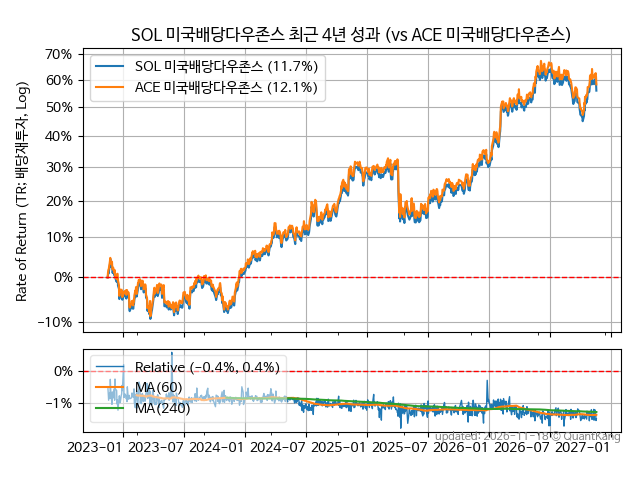 SOL 미국배당다우존스 최근 4년 성과 (vs ACE 미국배당다우존스)
Rate of Return (TR: 배당재투자, Log)
70%
60%
50%
40%
30%
20%
10%
0%
−10%
SOL 미국배당다우존스 (11.7%)
ACE 미국배당다우존스 (12.1%)
0%
−1%
Relative (−0.4%, 0.4%)
MA(60)
MA(240)
2023−01 2023−07 2024−01 2024−07 2025−01 2025−07 2026−01 2026−07 2027−01
updated: 2026−11−18 © QuantKang